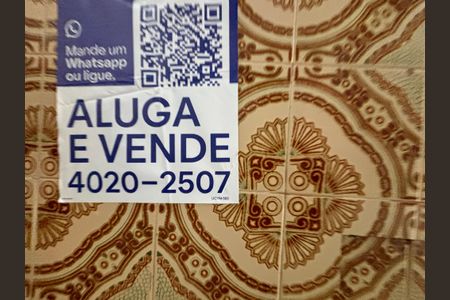 Mande um
Whatsapp
ou ligue.
ALUGA
E VENDE
4020-2507